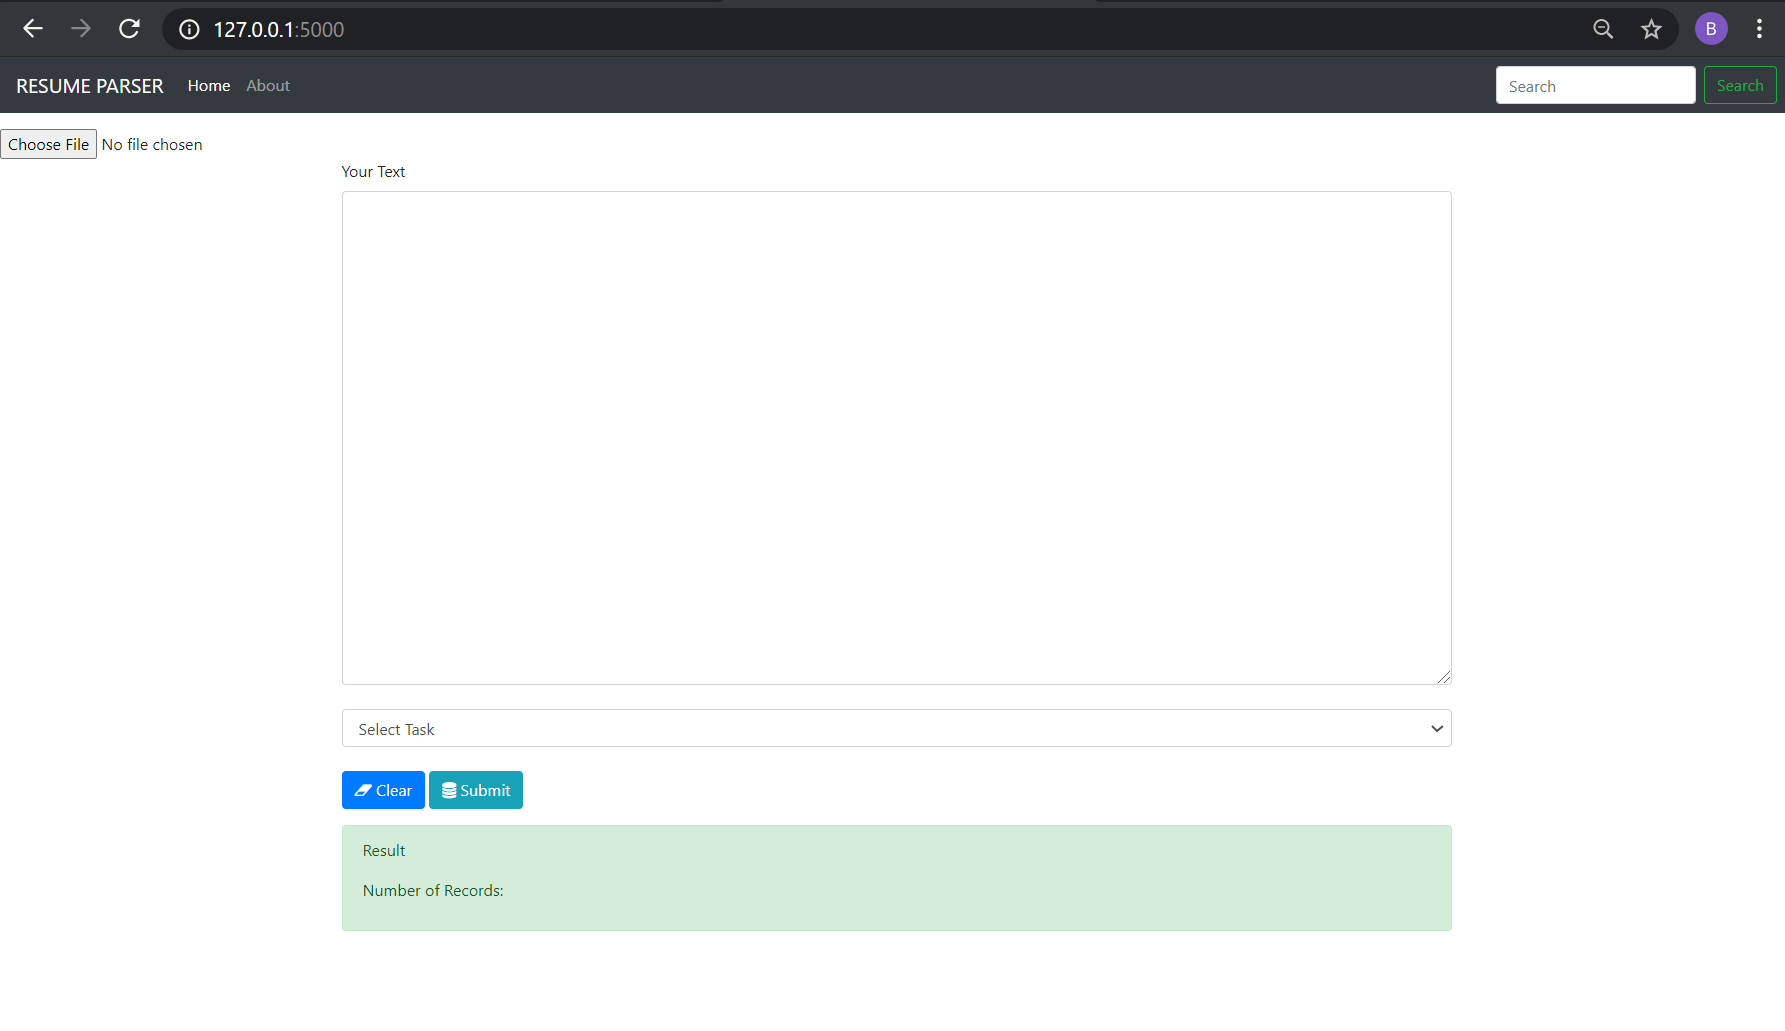 127.0.0.1:5000
B
RESUME PARSER Home About Search Search
Choose File No file chosen
Your Text
Select Task
Clear Submit
Result
Number of Records: